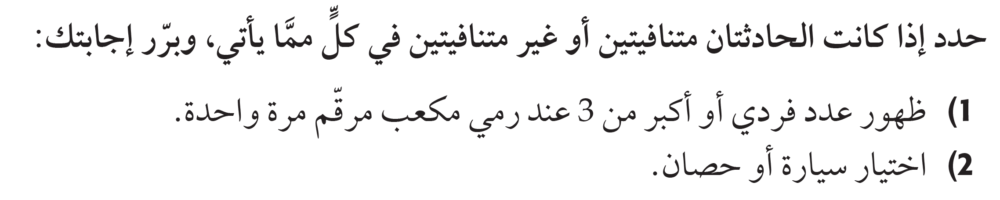 حدد إذا كانت الحادثتان متنافيتين أو غير متنافيتين في كلٍّ ممَّا يأتي، وبرّر إجابتك:
1) ظهور عدد فردي أو أكبر من 3 عند رمي مكعب مرقّم مرة واحدة.
2) اختيار سيارة أو حصان.